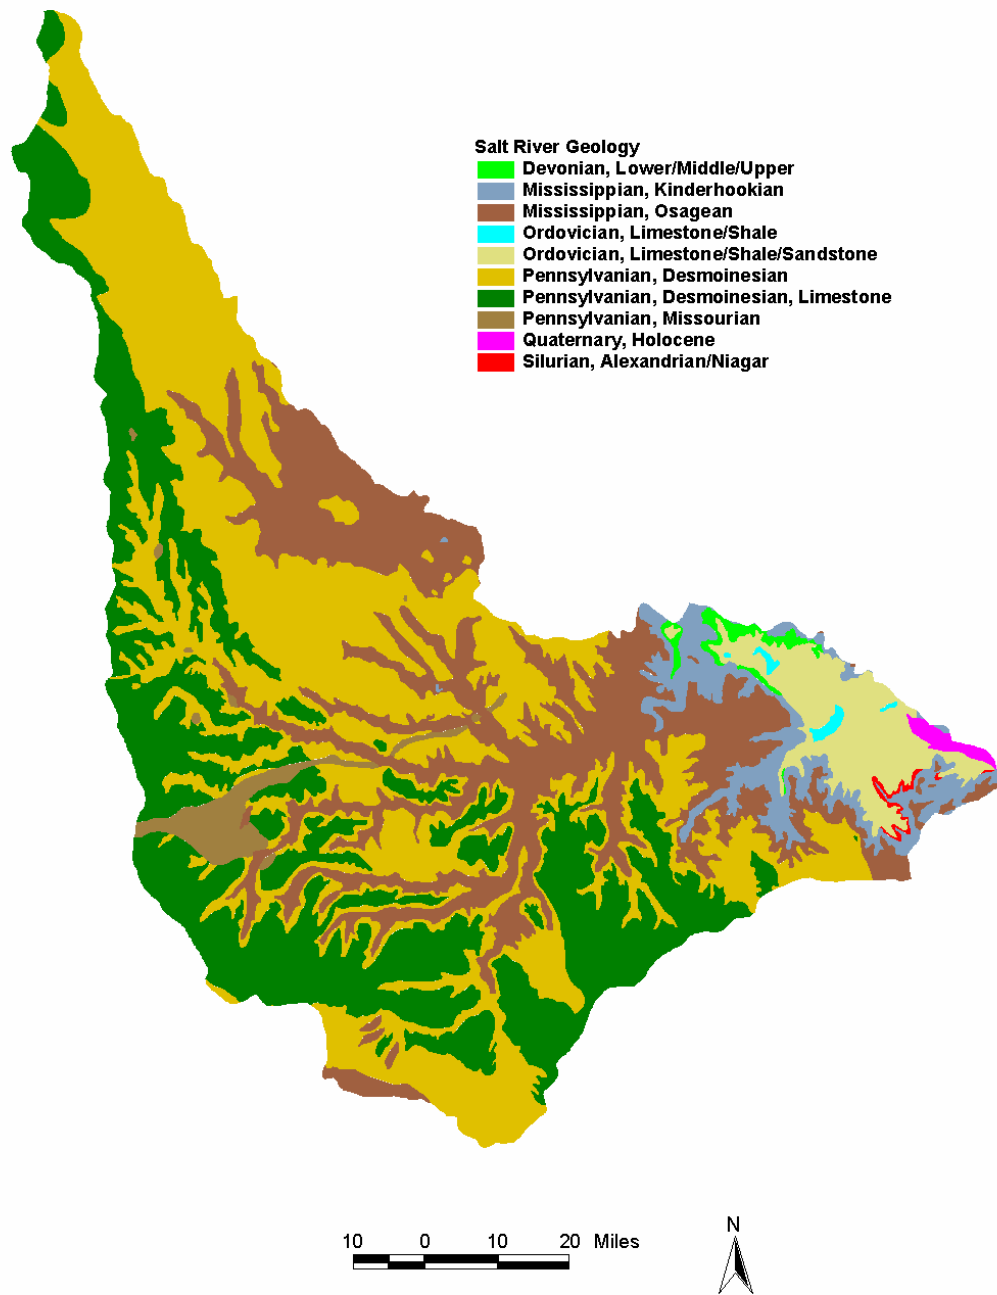 Salt River Geology
Devonian, Lower/Middle/Upper
Mississippian, Kinderhookian
Mississippian, Osagean
Ordovician, Limestone/Shale
Ordovician, Limestone/Shale/Sandstone
Pennsylvanian, Desmoinesian
Pennsylvanian, Desmoinesian, Limestone
Pennsylvanian, Missourian
Quaternary, Holocene
Silurian, Alexandrian/Niagar
N
10 0 10 20 Miles